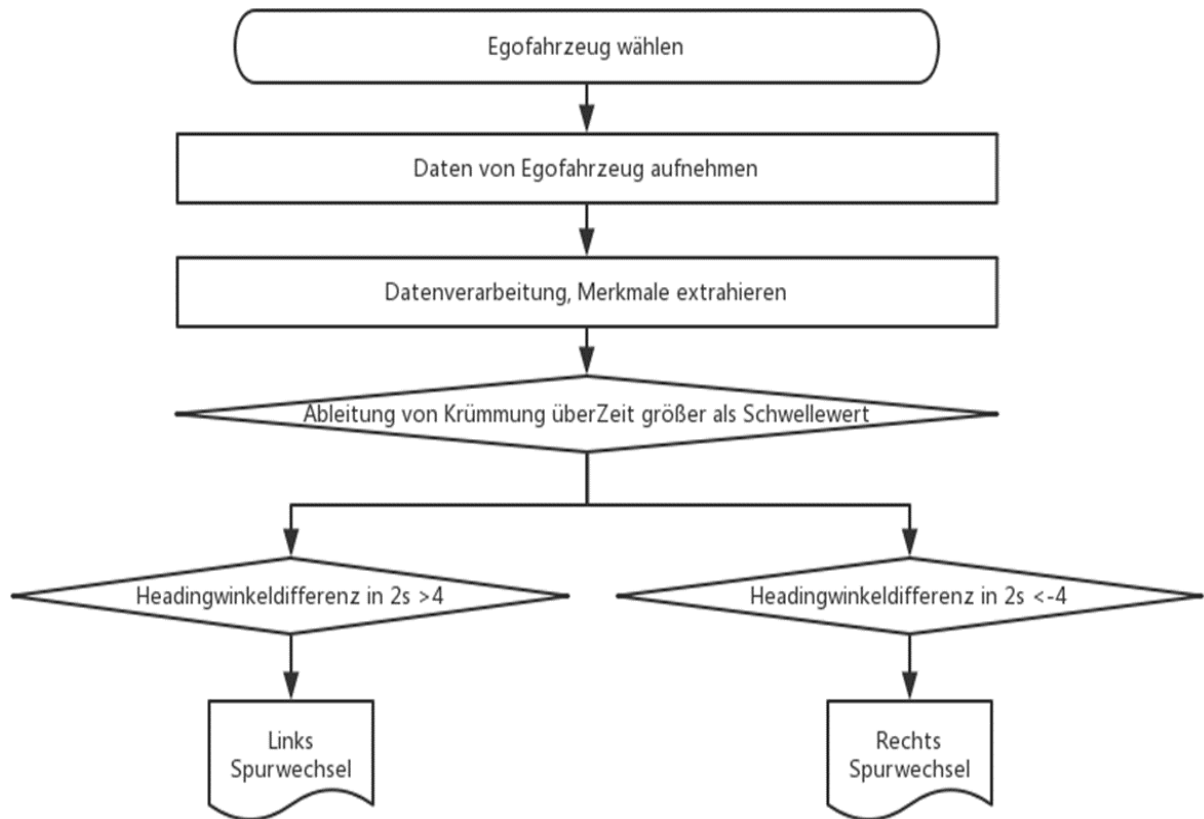 Egofahrzeug wählen
Daten von Egofahrzeug aufnehmen
Datenverarbeitung, Merkmale extrahieren
Ableitung von Krümmung überZeit größer als Schwellewert
Headingwinkeldifferenz in 2s >4
Headingwinkeldifferenz in 2s <-4
Links
Spurwechsel
Rechts
Spurwechsel